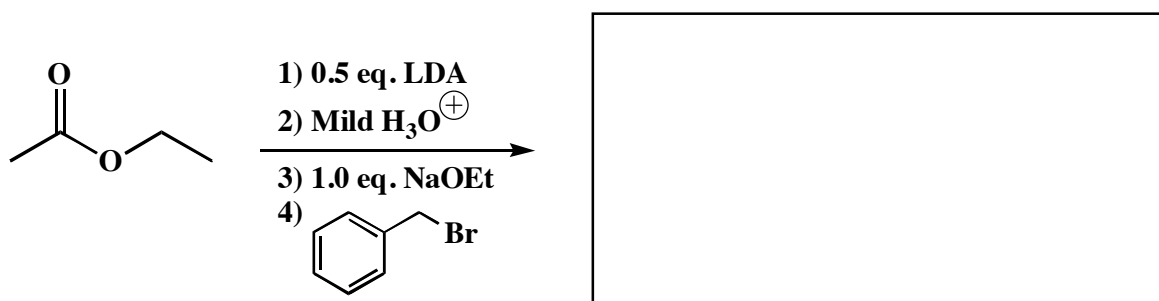 O
O
1) 0.5 eq. LDA
2) Mild H₃O⊕
3) 1.0 eq. NaOEt
4)
Br